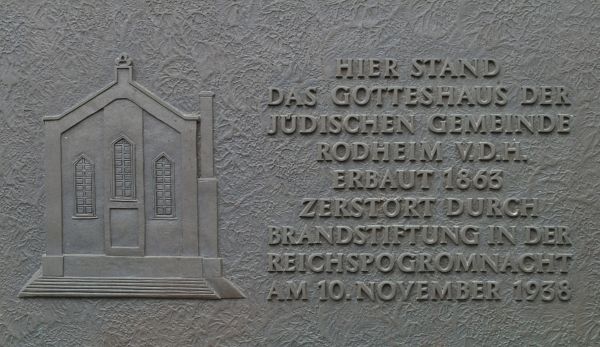 HIER STAND
DAS GOTTESHAUS DER
JÜDISCHEN GEMEINDE
RODHEIM V.D.H.
ERBAUT 1863
ZERSTÖRT DURCH
BRANDSTIFTUNG IN DER
REICHSPOGROMNACHT
AM 10. NOVEMBER 1938